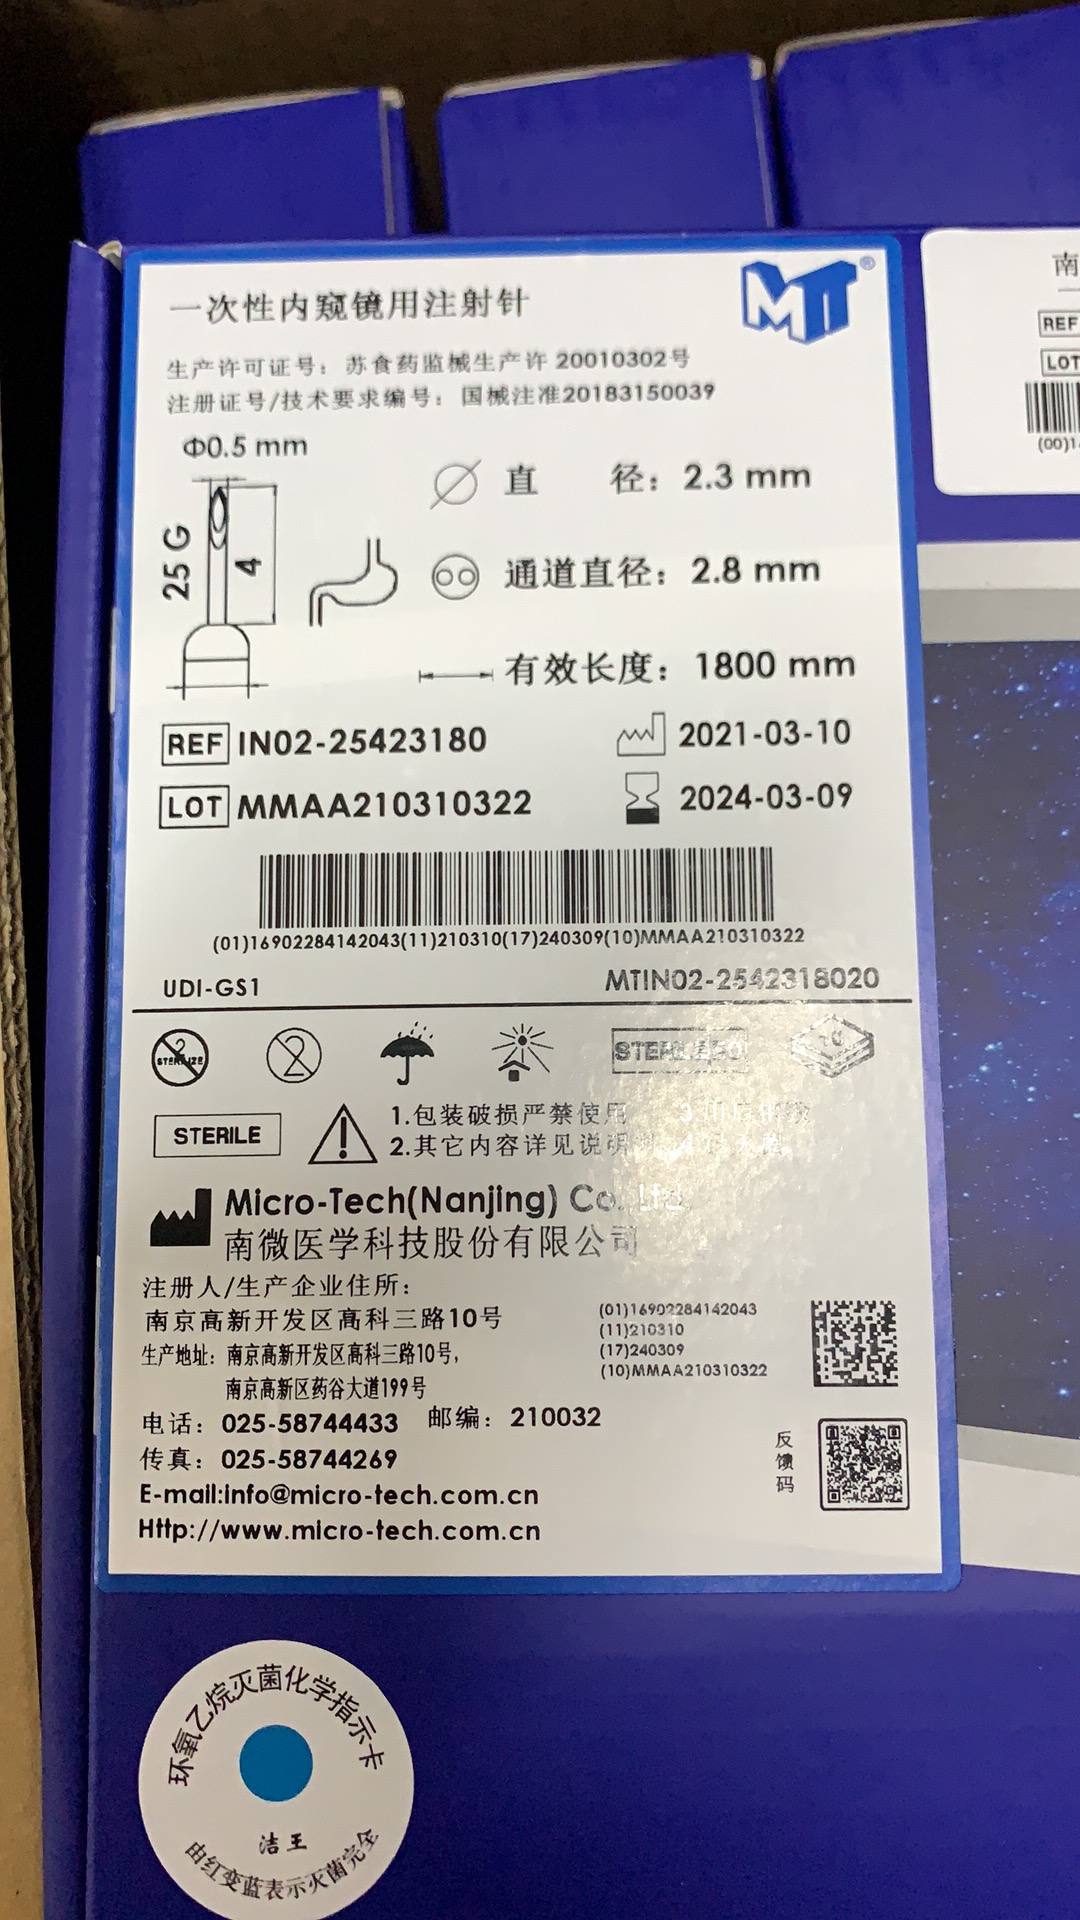 一次性内窥镜用注射针
MT®
生产许可证号：苏食药监械生产许 20010302号
注册证号/技术要求编号：国械注准20183150039
Φ0.5 mm
25 G
4
直 径：2.3 mm
通道直径：2.8 mm
有效长度：1800 mm
REF IN02-25423180
2021-03-10
LOT MMAA210310322
2024-03-09
(01)16902284142043(11)210310(17)240309(10)MMAA210310322
UDI-GS1
MTIN02-2542318020
STERILIZE
2
STERILE EO
20
STERILE
1.包装破损严禁使用
2.其它内容详见说明
Micro-Tech(Nanjing) Co., Ltd.
南微医学科技股份有限公司
注册人/生产企业住所：
南京高新开发区高科三路10号
生产地址：南京高新开发区高科三路10号，
南京高新区药谷大道199号
电话：025-58744433 邮编：210032
传真：025-58744269
E-mail:info@micro-tech.com.cn
Http://www.micro-tech.com.cn
(01)16902284142043
(11)210310
(17)240309
(10)MMAA210310322
反馈码
南
REF
LOT
(00)1
环氧乙烷灭菌化学指示卡
洁王
由红变蓝表示灭菌完全